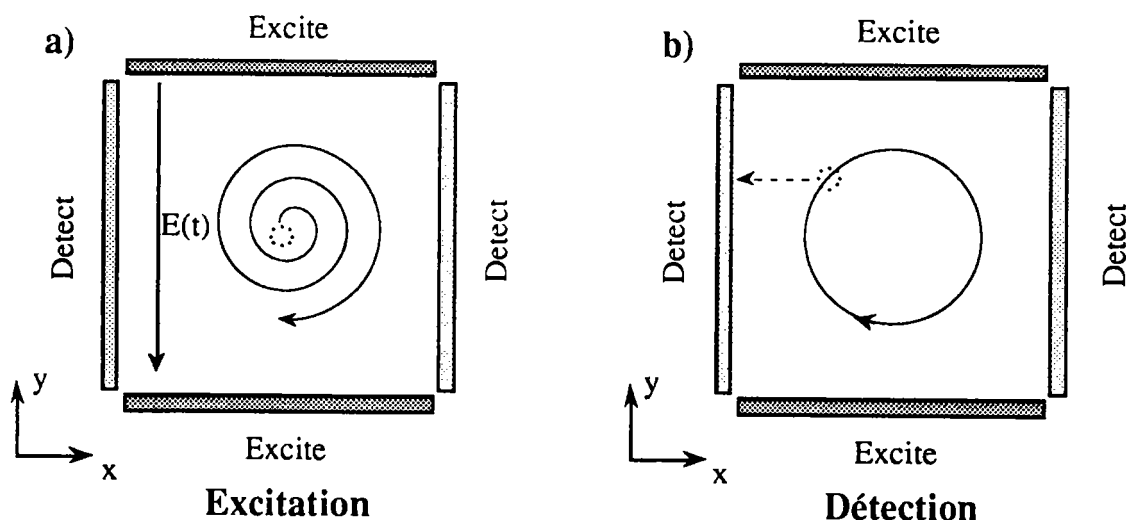 a)
Excite
Detect
E(t)
Detect
y
x
Excite
Excitation
b)
Excite
Detect
Detect
y
x
Excite
Détection